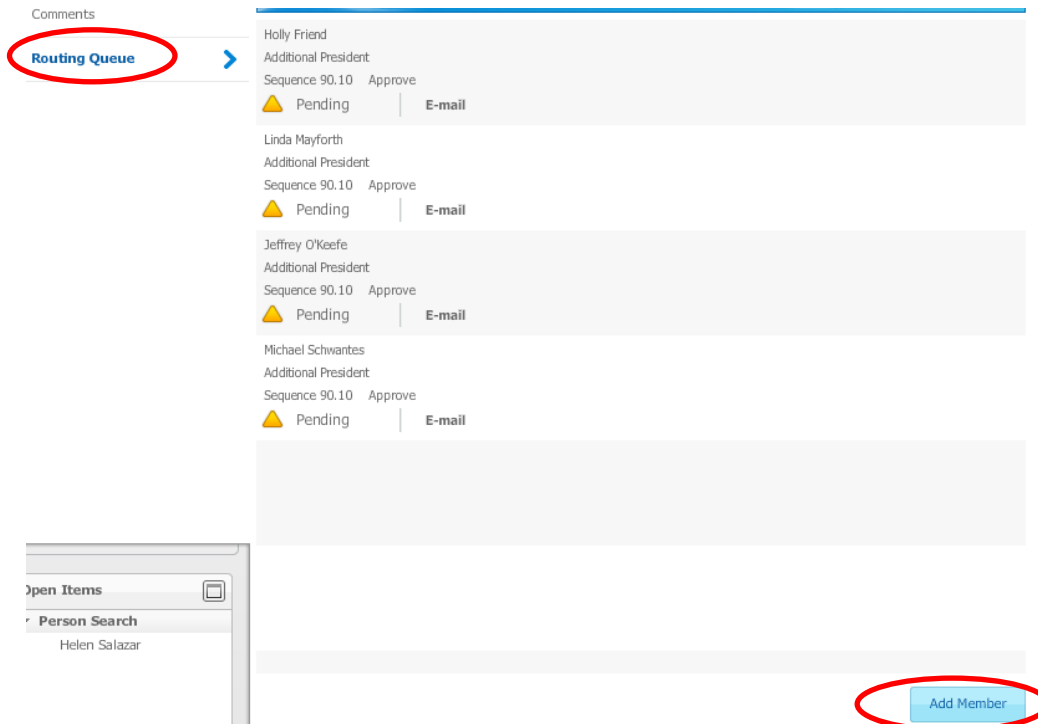 Comments
Routing Queue
Holly Friend
Additional President
Sequence 90.10 Approve
Pending E-mail
Linda Mayforth
Additional President
Sequence 90.10 Approve
Pending E-mail
Jeffrey O'Keefe
Additional President
Sequence 90.10 Approve
Pending E-mail
Michael Schwantes
Additional President
Sequence 90.10 Approve
Pending E-mail
Open Items
Person Search
Helen Salazar
Add Member